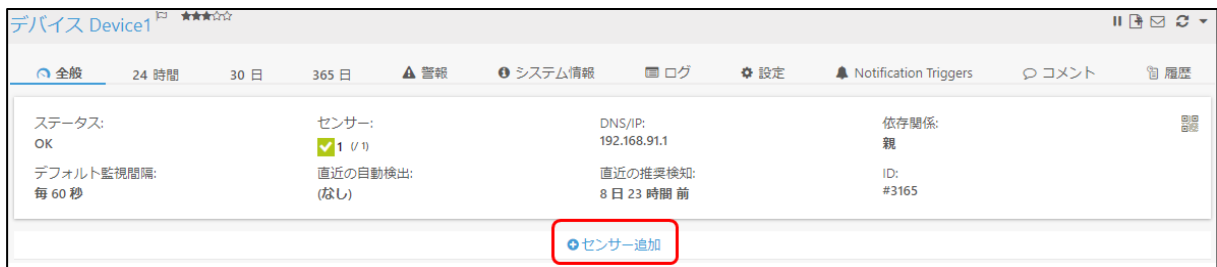 デバイス Device1
全般 24 時間 30 日 365 日 警報 システム情報 ログ 設定 Notification Triggers コメント 履歴
ステータス: センサー: DNS/IP: 依存関係:
OK 1 (/ 1) 192.168.91.1 親
デフォルト監視間隔: 直近の自動検出: 直近の推奨検知: ID:
毎 60 秒 (なし) 8 日 23 時間 前 #3165
センサー追加